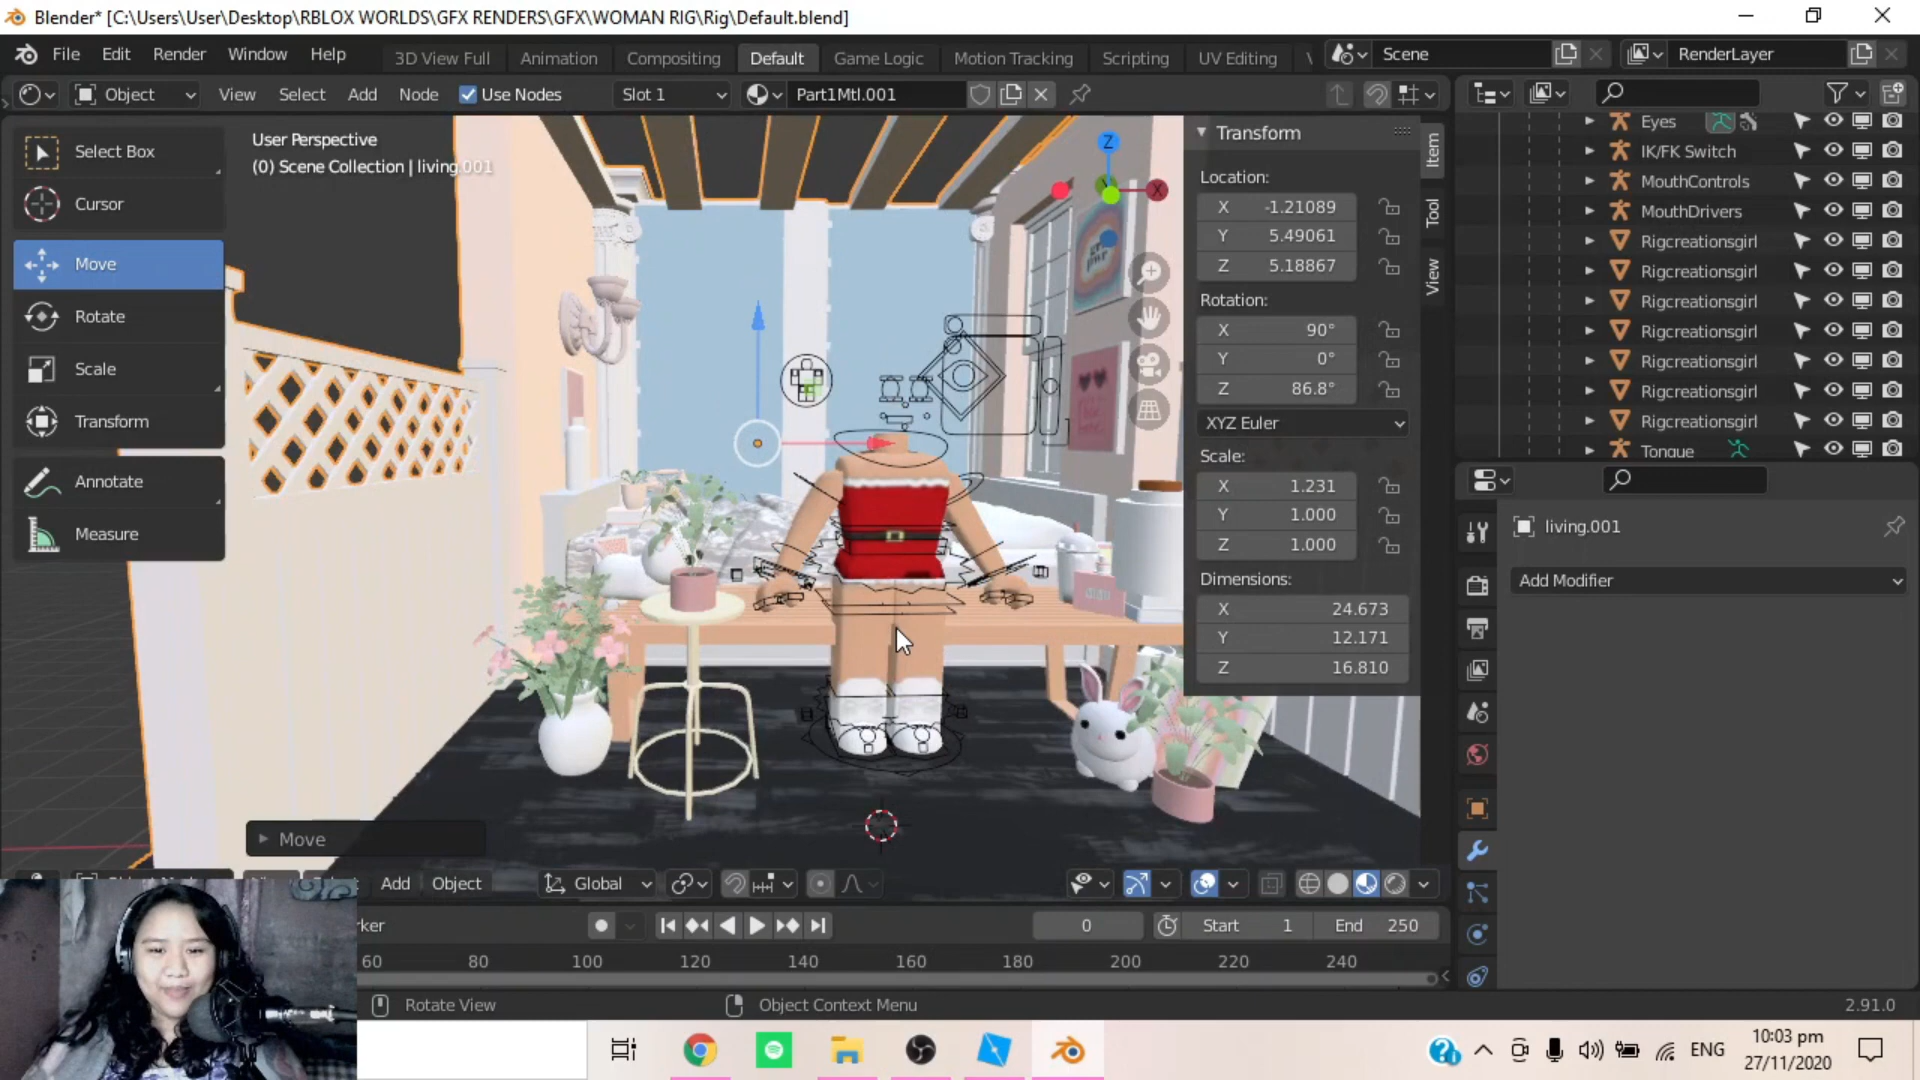 Blender* [C:\Users\User\Desktop\RBLOX WORLDS\GFX RENDERS\GFX\WOMAN RIG\Rig\Default.blend]
File Edit Render Window Help
3D View Full Animation Compositing Default Game Logic Motion Tracking Scripting UV Editing
Scene RenderLayer
Object View Select Add Node Use Nodes Slot 1 Part1Mtl.001
Select Box
Cursor
Move
Rotate
Scale
Transform
Annotate
Measure
User Perspective
(0) Scene Collection | living.001
Z
X
Transform
Location:
X -1.21089
Y 5.49061
Z 5.18867
Rotation:
X 90°
Y 0°
Z 86.8°
XYZ Euler
Scale:
X 1.231
Y 1.000
Z 1.000
Dimensions:
X 24.673
Y 12.171
Z 16.810
Item
Tool
View
Eyes
IK/FK Switch
MouthControls
MouthDrivers
Rigcreationsgirl
Rigcreationsgirl
Rigcreationsgirl
Rigcreationsgirl
Rigcreationsgirl
Rigcreationsgirl
Rigcreationsgirl
Tongue
living.001
Add Modifier
Move
Add Object Global
ker
0 Start 1 End 250
60 80 100 120 140 160 180 200 220 240
Rotate View Object Context Menu 2.91.0
ENG
10:03 pm
27/11/2020